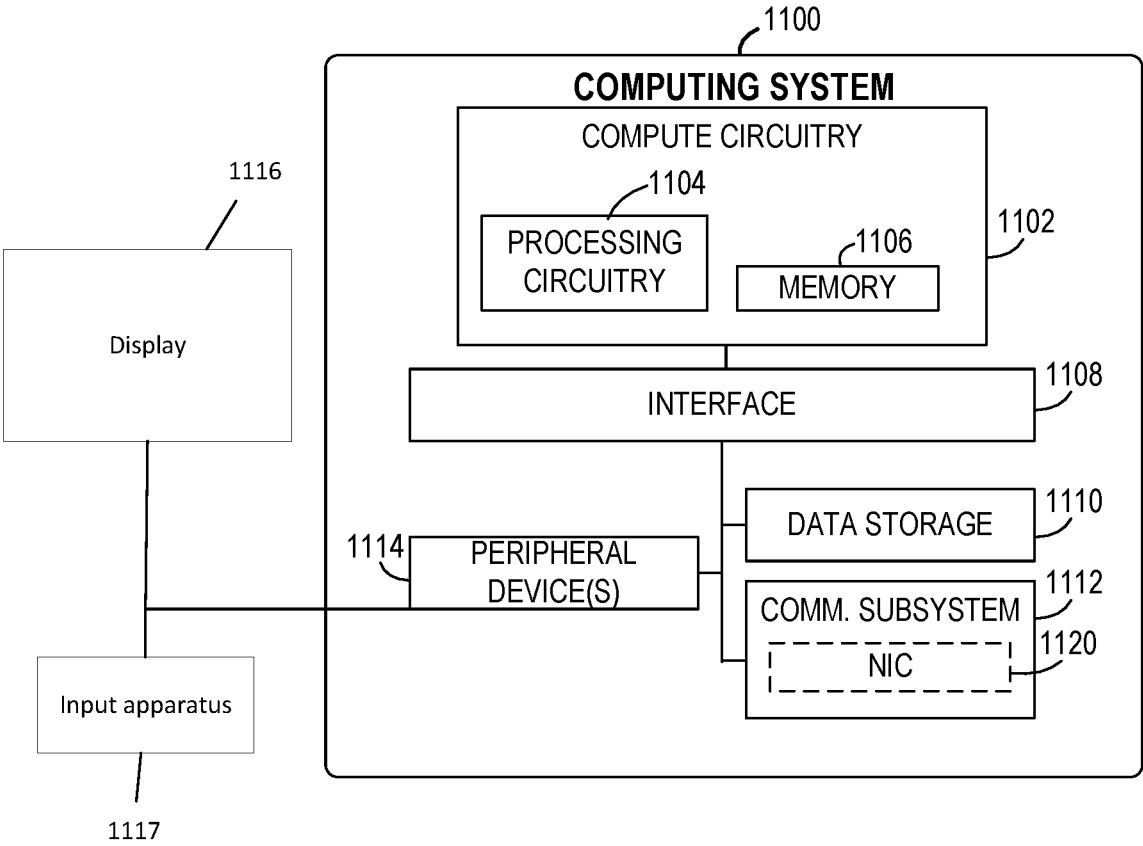 1100
COMPUTING SYSTEM
COMPUTE CIRCUITRY
1116
1104
1102
PROCESSING
CIRCUITRY
1106
MEMORY
Display
1108
INTERFACE
1110
DATA STORAGE
1114
PERIPHERAL
DEVICE(S)
1112
COMM. SUBSYSTEM
1120
NIC
Input apparatus
1117